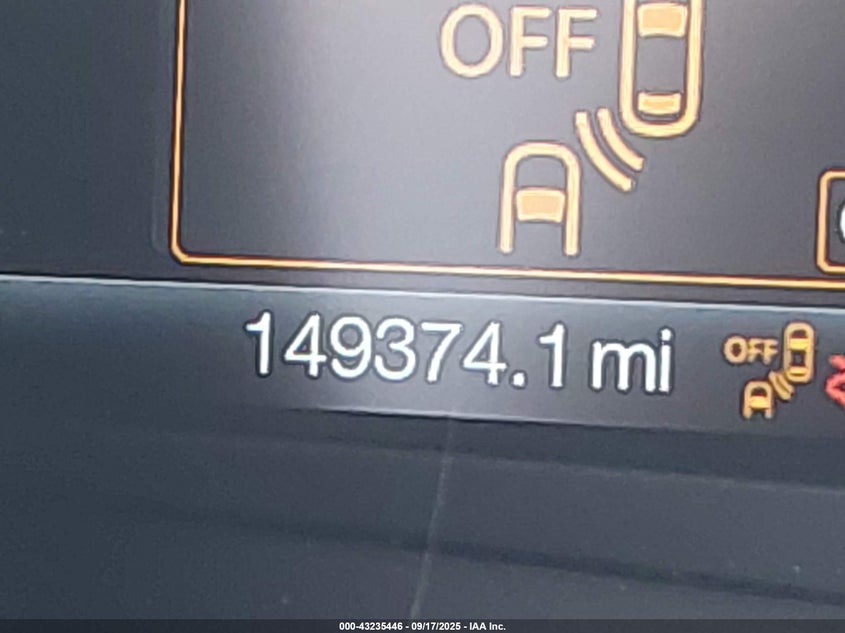 OFF
149374.1 mi
OFF
000-43235446 - 09/17/2025 - IAA Inc.